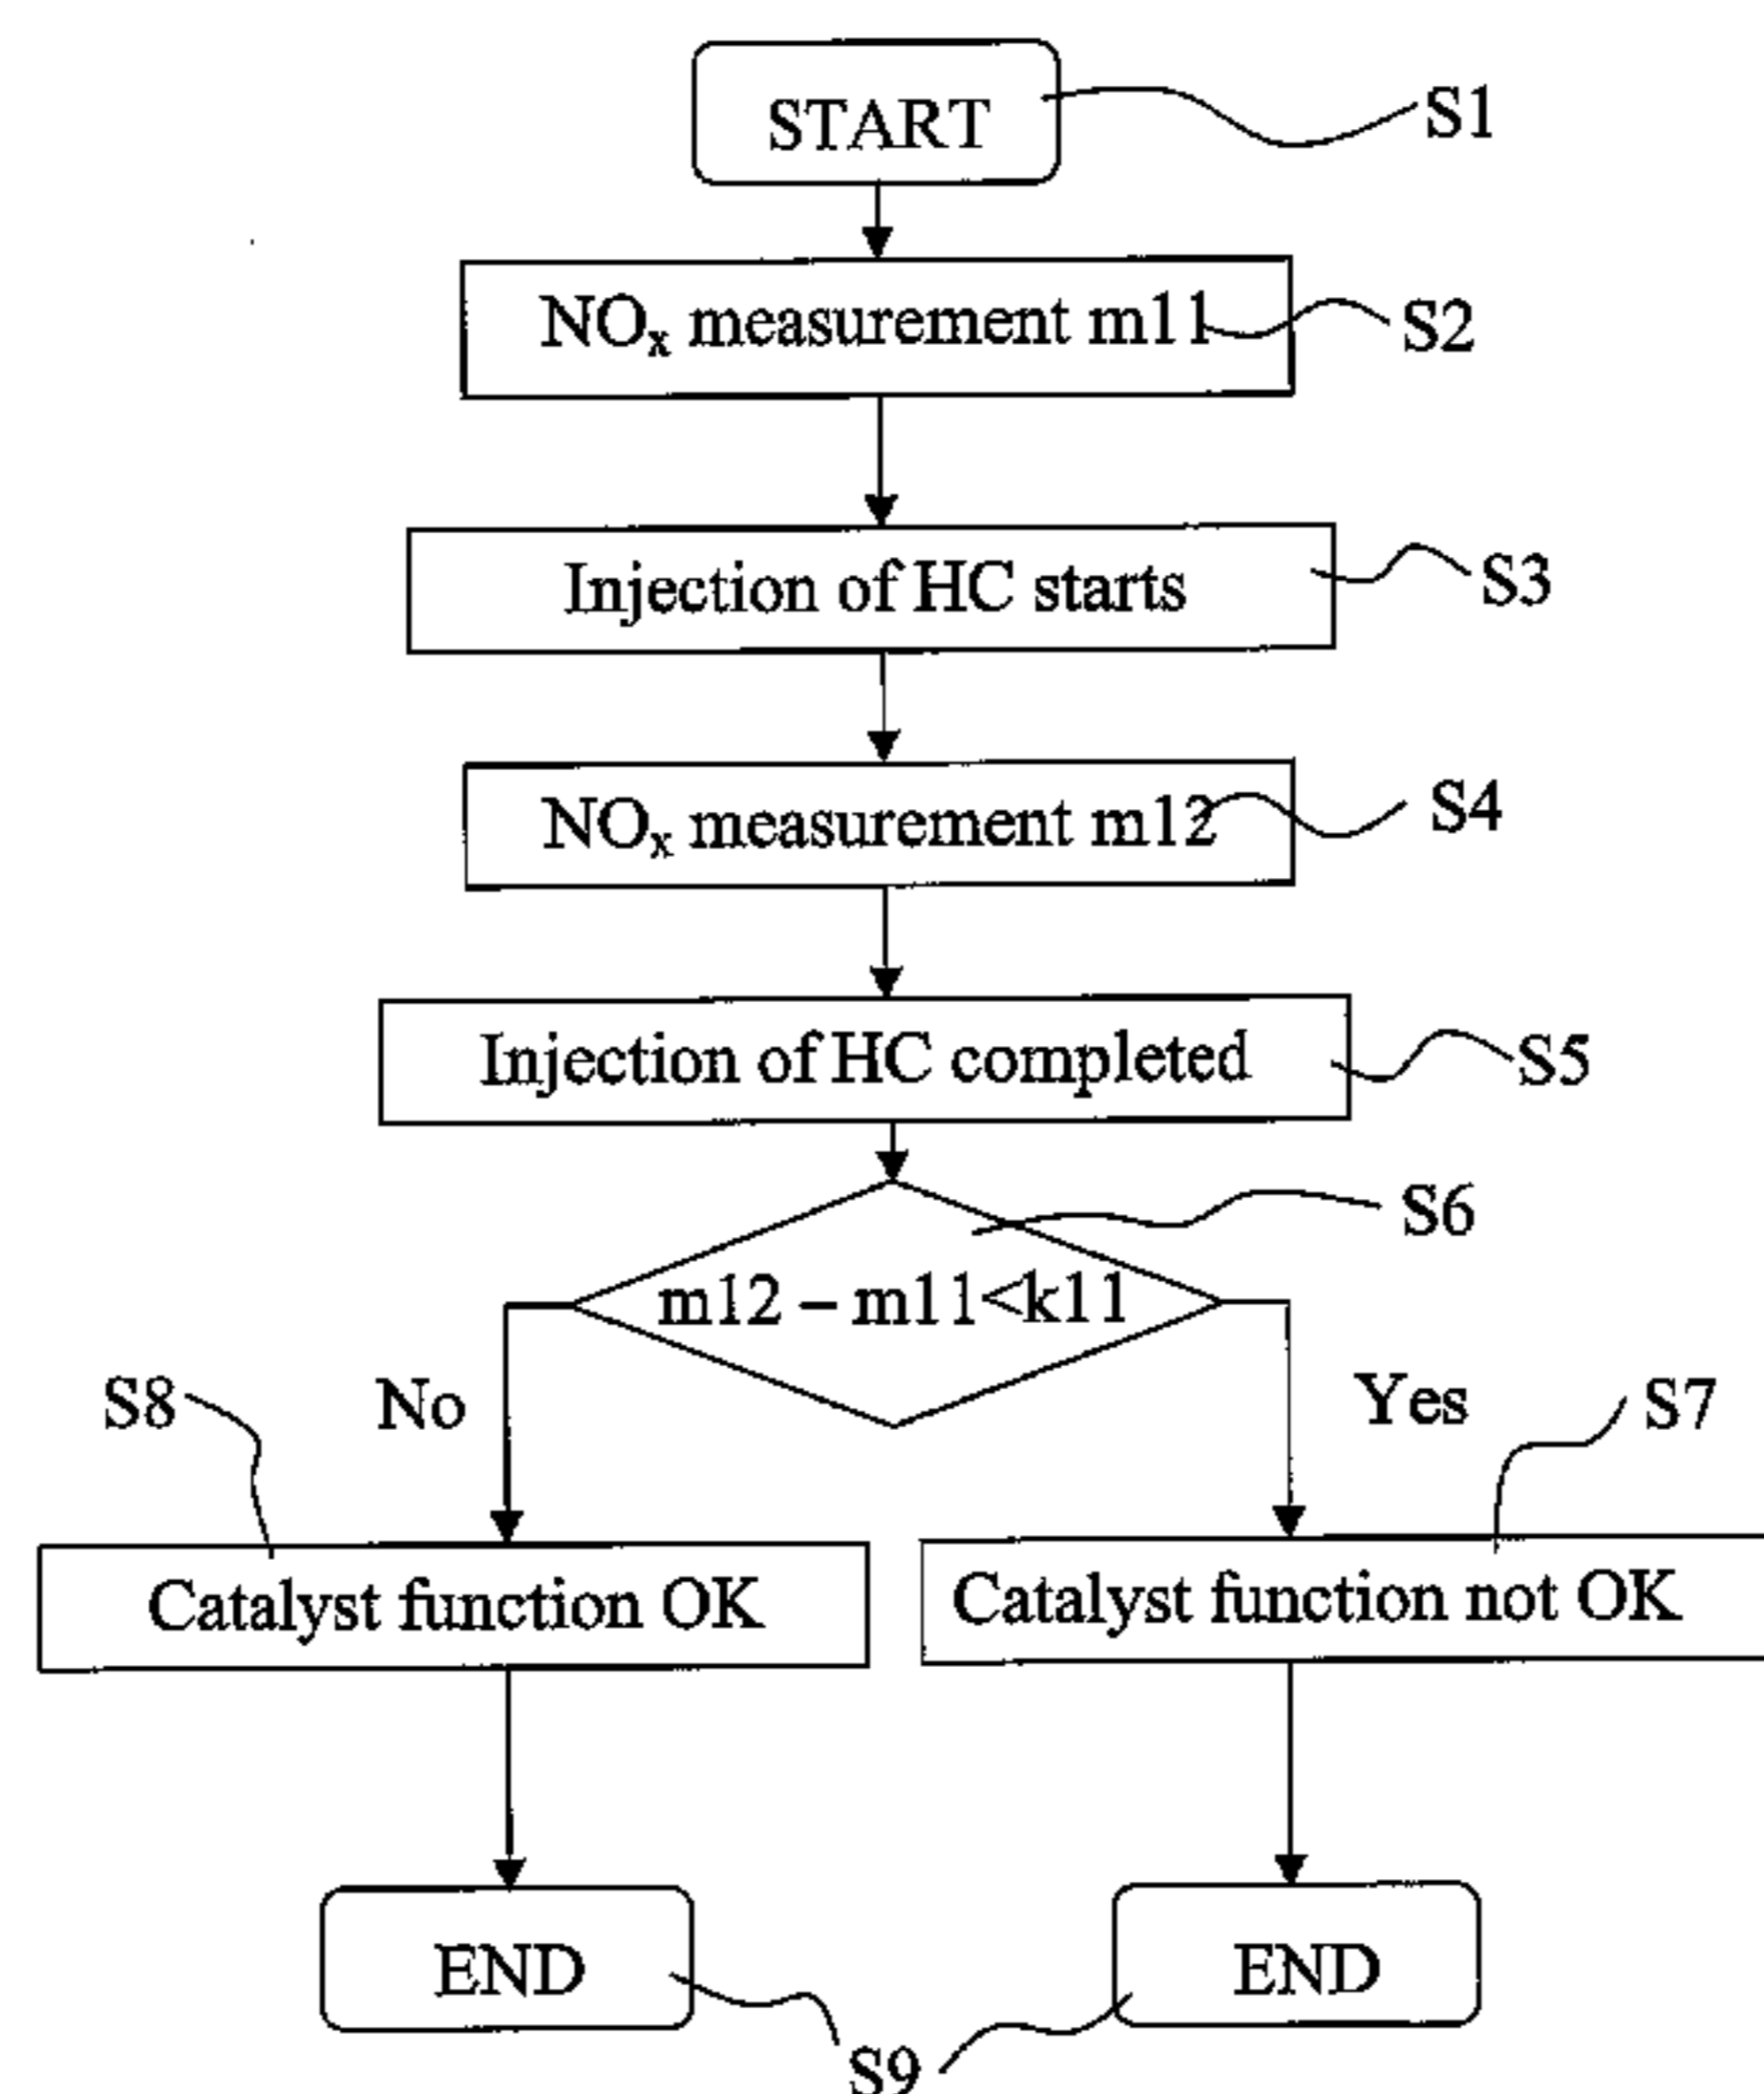 START
S1
NOx measurement m11
S2
Injection of HC starts
S3
NOx measurement m12
S4
Injection of HC completed
S5
S6
m12 – m11<k11
S8
No
Yes
S7
Catalyst function OK
Catalyst function not OK
END
END
S9